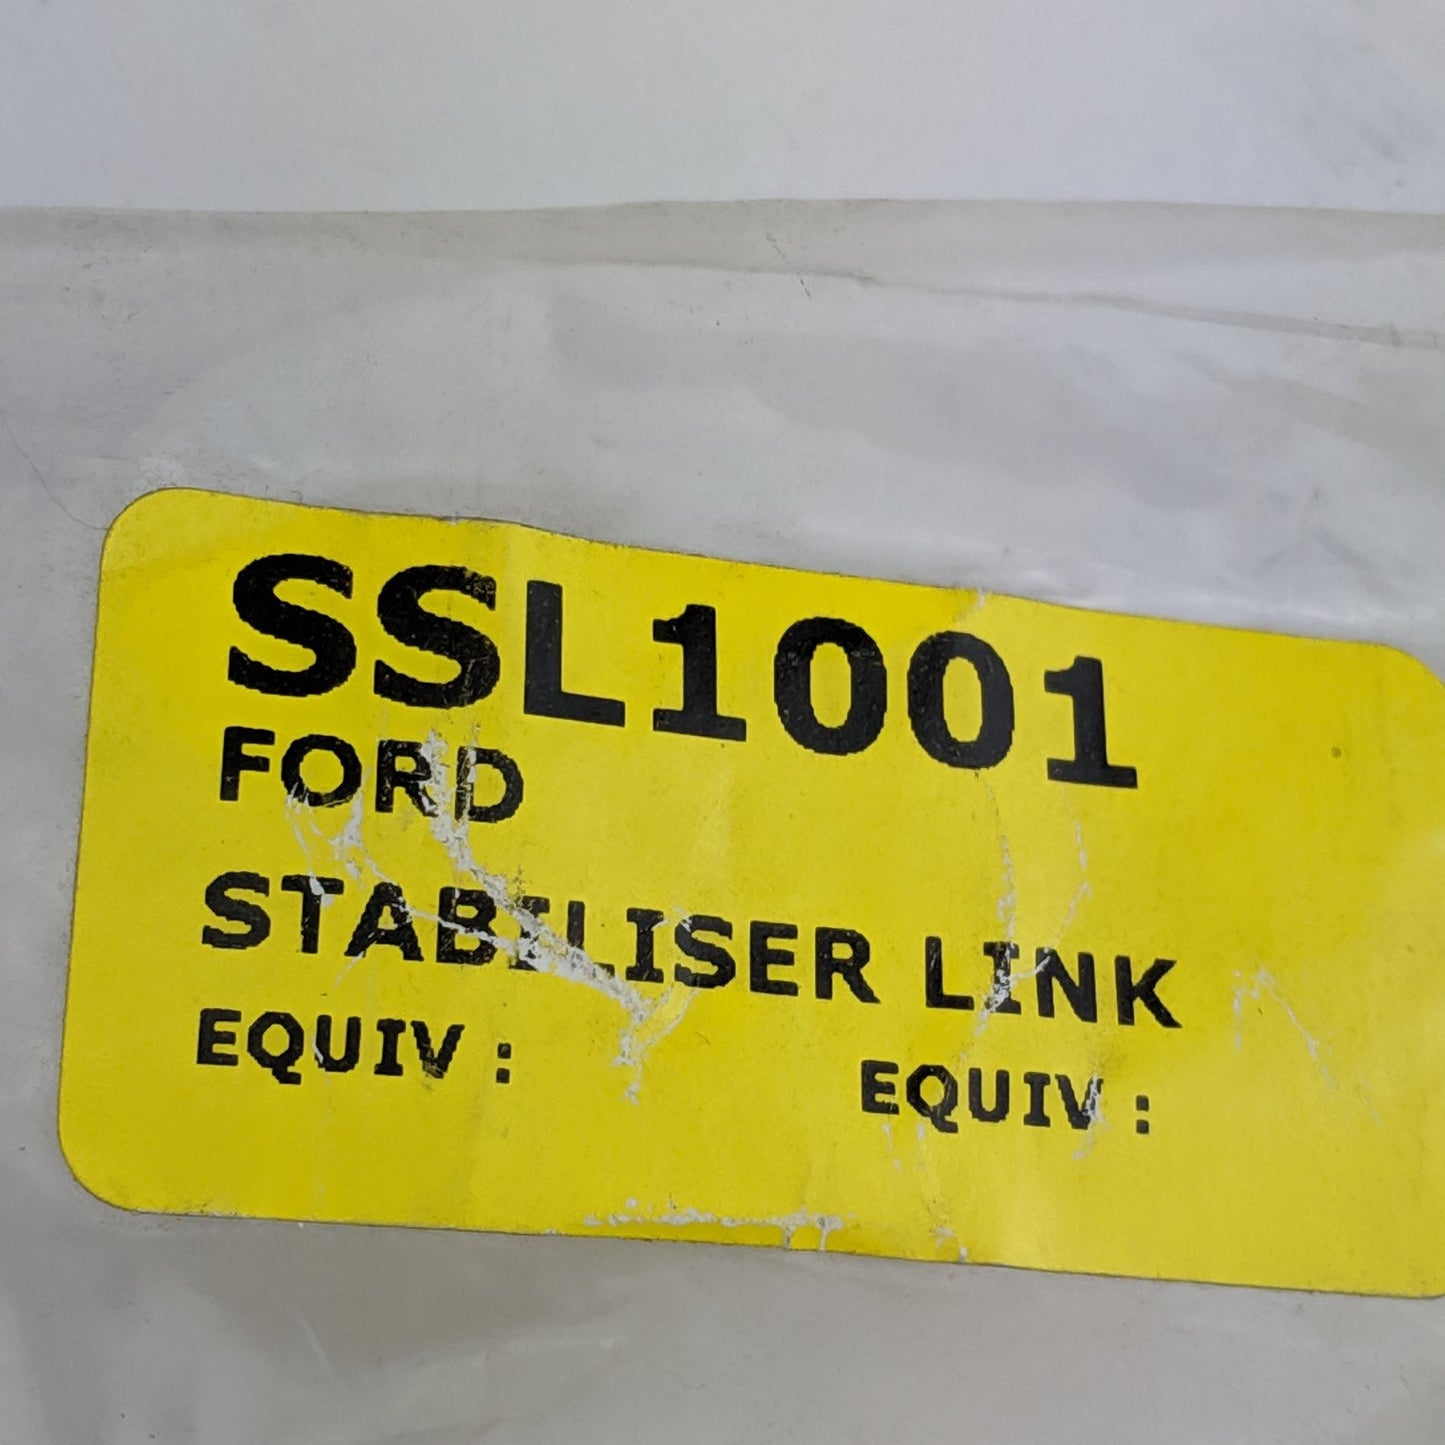 SSL1001
FORD
STABILISER LINK
EQUIV : EQUIV :